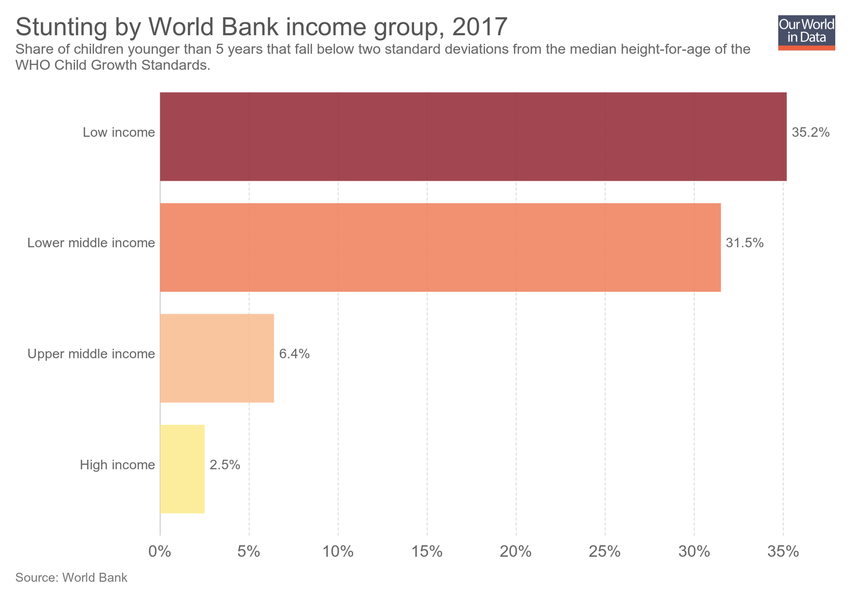 Stunting by World Bank income group, 2017
Our World
in Data
Share of children younger than 5 years that fall below two standard deviations from the median height-for-age of the
WHO Child Growth Standards.
Low income
35.2%
Lower middle income
31.5%
Upper middle income
6.4%
High income
2.5%
0% 5% 10% 15% 20% 25% 30% 35%
Source: World Bank